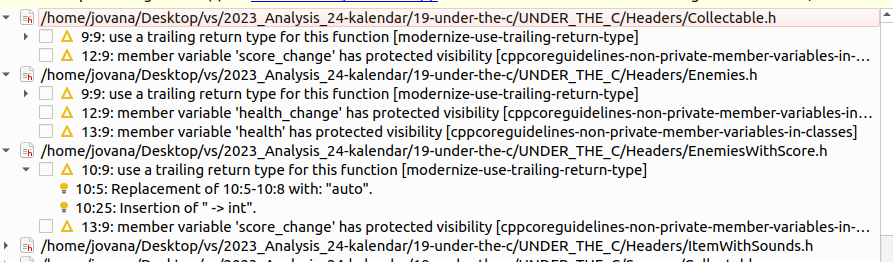 /home/jovana/Desktop/vs/2023_Analysis_24-kalendar/19-under-the-c/UNDER_THE_C/Headers/Collectable.h
9:9: use a trailing return type for this function [modernize-use-trailing-return-type]
12:9: member variable 'score_change' has protected visibility [cppcoreguidelines-non-private-member-variables-in-...
/home/jovana/Desktop/vs/2023_Analysis_24-kalendar/19-under-the-c/UNDER_THE_C/Headers/Enemies.h
9:9: use a trailing return type for this function [modernize-use-trailing-return-type]
12:9: member variable 'health_change' has protected visibility [cppcoreguidelines-non-private-member-variables-in-...
13:9: member variable 'health' has protected visibility [cppcoreguidelines-non-private-member-variables-in-classes]
/home/jovana/Desktop/vs/2023_Analysis_24-kalendar/19-under-the-c/UNDER_THE_C/Headers/EnemiesWithScore.h
10:9: use a trailing return type for this function [modernize-use-trailing-return-type]
10:5: Replacement of 10:5-10:8 with: "auto".
10:25: Insertion of " -> int".
13:9: member variable 'score_change' has protected visibility [cppcoreguidelines-non-private-member-variables-in-...
/home/jovana/Desktop/vs/2023_Analysis_24-kalendar/19-under-the-c/UNDER_THE_C/Headers/ItemWithSounds.h